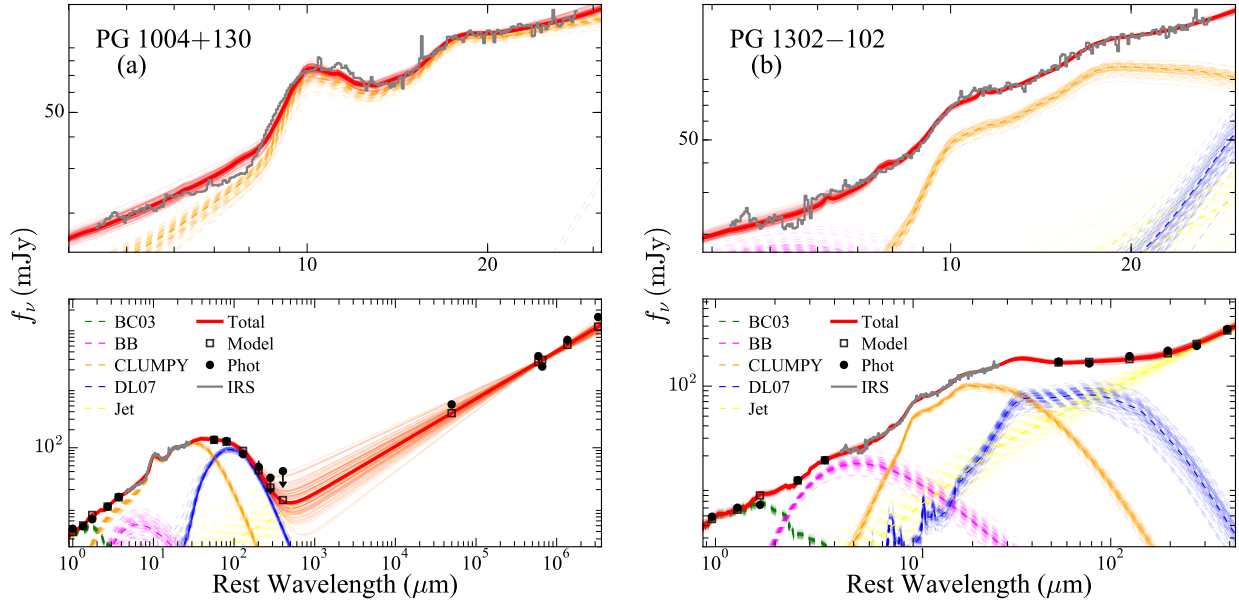 PG 1004+130
(a)
50
10
20
PG 1302−102
(b)
50
10
20
f_ν (mJy)
f_ν (mJy)
BC03
BB
CLUMPY
DL07
Jet
Total
Model
Phot
IRS
10^2
10^0
10^1
10^2
10^3
10^4
10^5
10^6
Rest Wavelength (μm)
BC03
BB
CLUMPY
DL07
Jet
Total
Model
Phot
IRS
10^2
10^0
10^1
10^2
Rest Wavelength (μm)